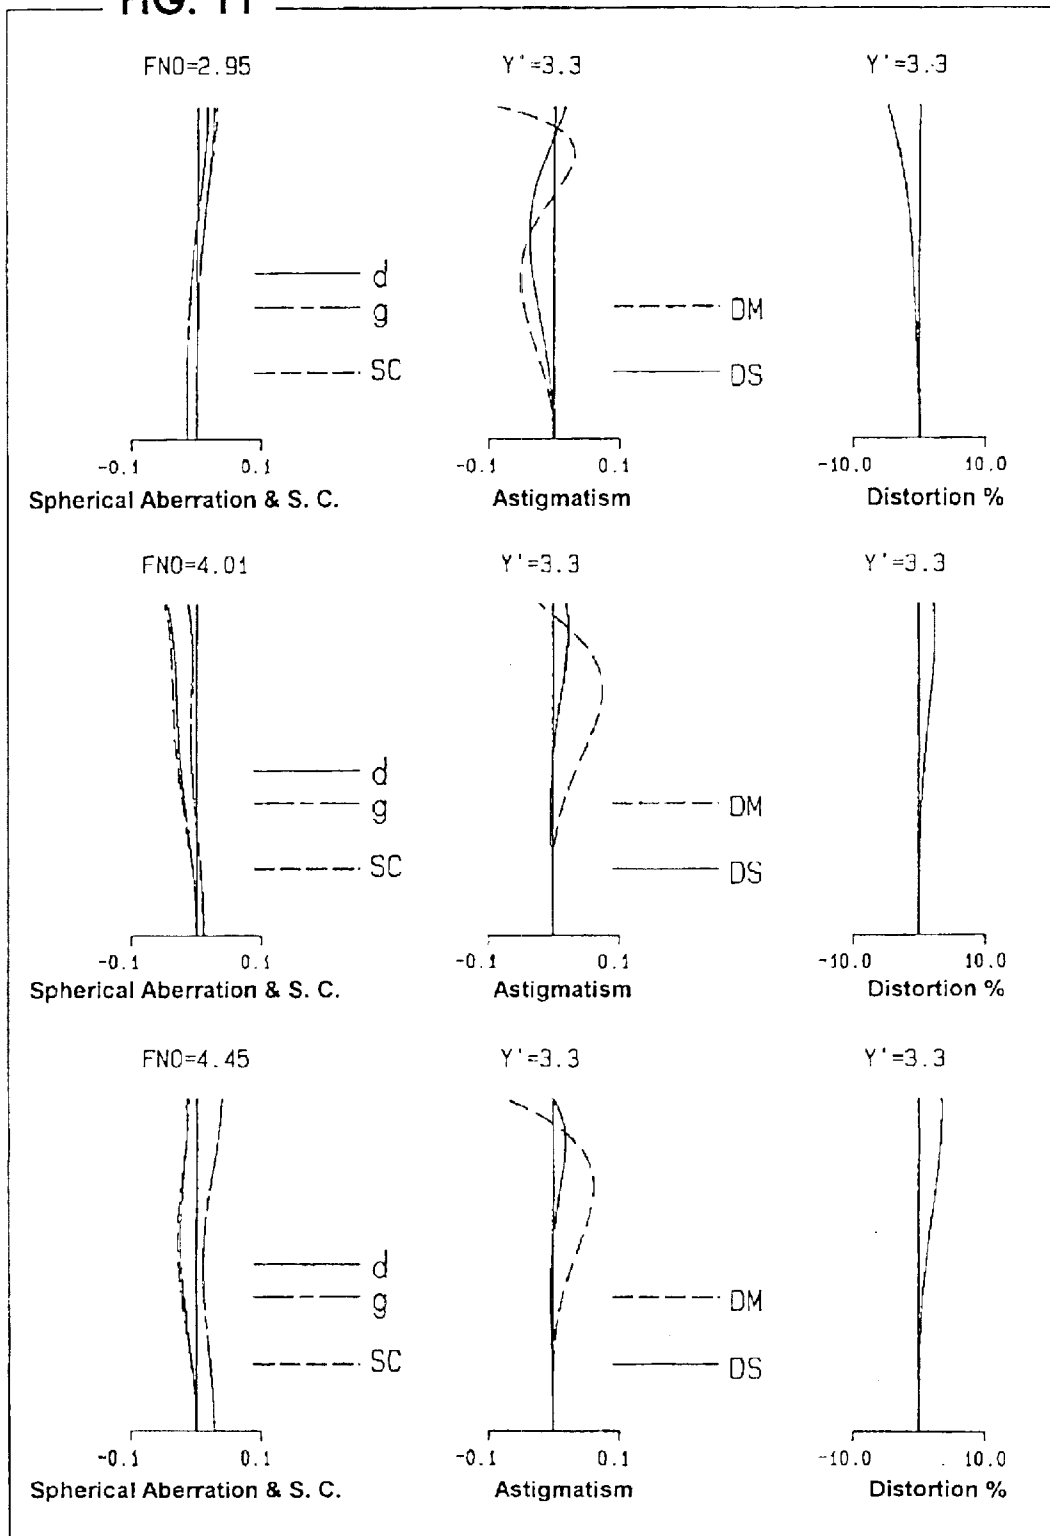 FIG. 11
FNO=2.95 Y'=3.3 Y'=3.3
d
g
DM
SC
DS
-0.1 0.1 -0.1 0.1 -10.0 10.0
Spherical Aberration & S. C. Astigmatism Distortion %
FNO=4.01 Y'=3.3 Y'=3.3
d
g
DM
SC
DS
-0.1 0.1 -0.1 0.1 -10.0 10.0
Spherical Aberration & S. C. Astigmatism Distortion %
FNO=4.45 Y'=3.3 Y'=3.3
d
g
DM
SC
DS
-0.1 0.1 -0.1 0.1 -10.0 10.0
Spherical Aberration & S. C. Astigmatism Distortion %